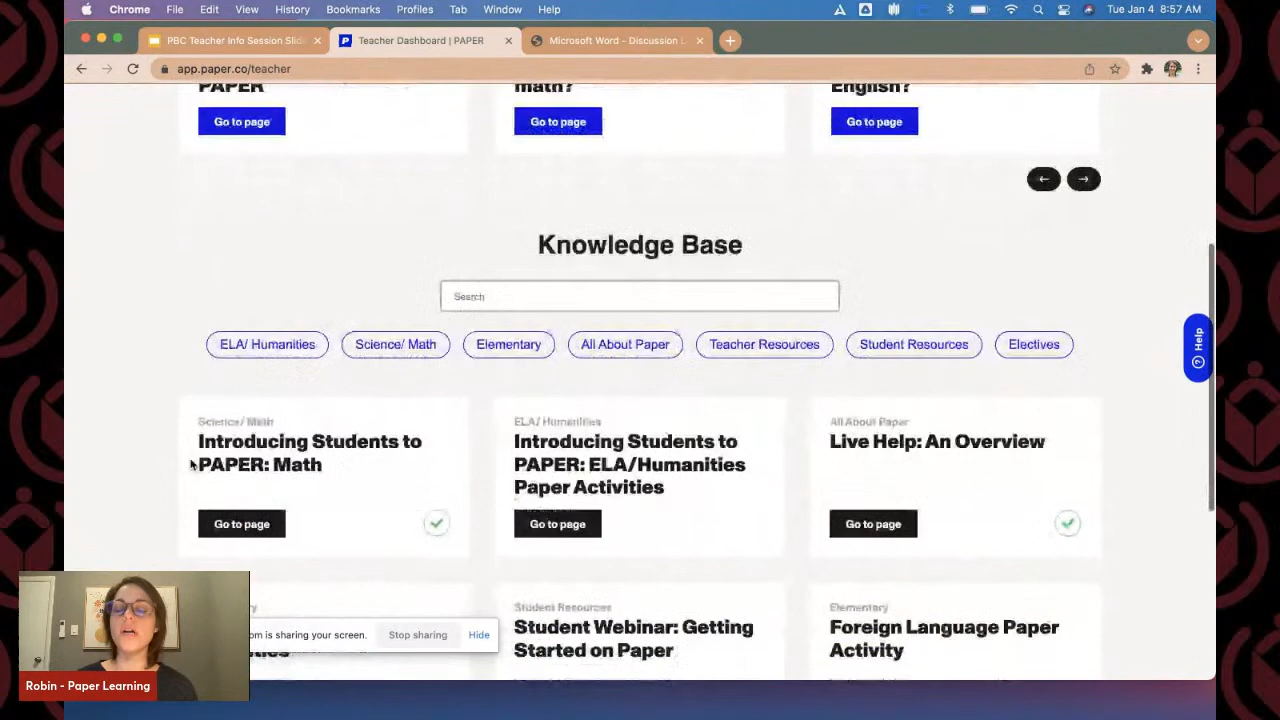 Chrome File Edit View History Bookmarks Profiles Tab Window Help Tue Jan 4 8:57 AM
PBC Teacher Info Session Slid Teacher Dashboard | PAPER Microsoft Word - Discussion
app.paper.co/teacher
PAPER math? English?
Go to page Go to page Go to page
Knowledge Base
Search
ELA/ Humanities Science/ Math Elementary All About Paper Teacher Resources Student Resources Electives
Help
Science/ Math ELA/ Humanities All About Paper
Introducing Students to Introducing Students to Live Help: An Overview
PAPER: Math PAPER: ELA/Humanities
Paper Activities
Go to page Go to page Go to page
Student Resources Elementary
om is sharing your screen. Stop sharing Hide
Student Webinar: Getting Foreign Language Paper
Started on Paper Activity
Robin - Paper Learning